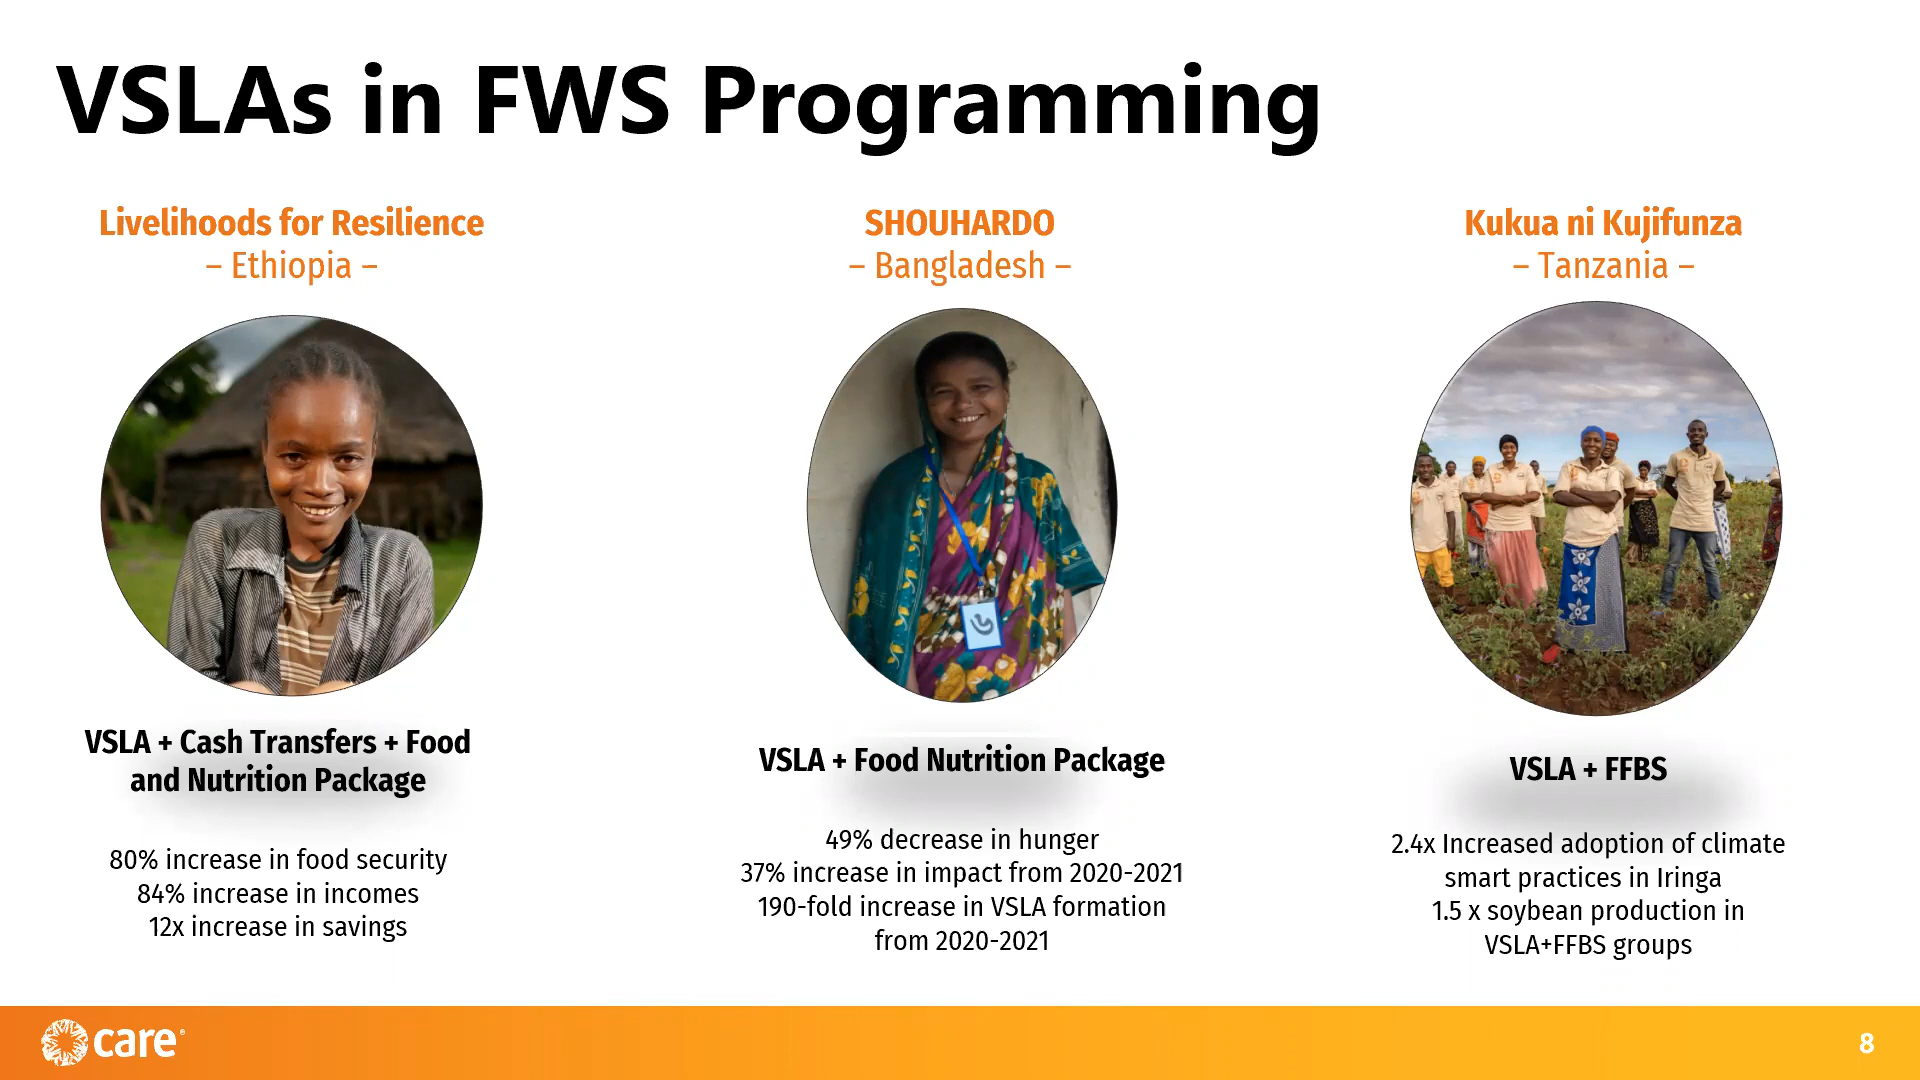 VSLAs in FWS Programming
Livelihoods for Resilience
– Ethiopia –
VSLA + Cash Transfers + Food
and Nutrition Package
80% increase in food security
84% increase in incomes
12x increase in savings
SHOUHARDO
– Bangladesh –
VSLA + Food Nutrition Package
49% decrease in hunger
37% increase in impact from 2020-2021
190-fold increase in VSLA formation
from 2020-2021
Kukua ni Kujifunza
– Tanzania –
VSLA + FFBS
2.4x Increased adoption of climate
smart practices in Iringa
1.5 x soybean production in
VSLA+FFBS groups
care®
8